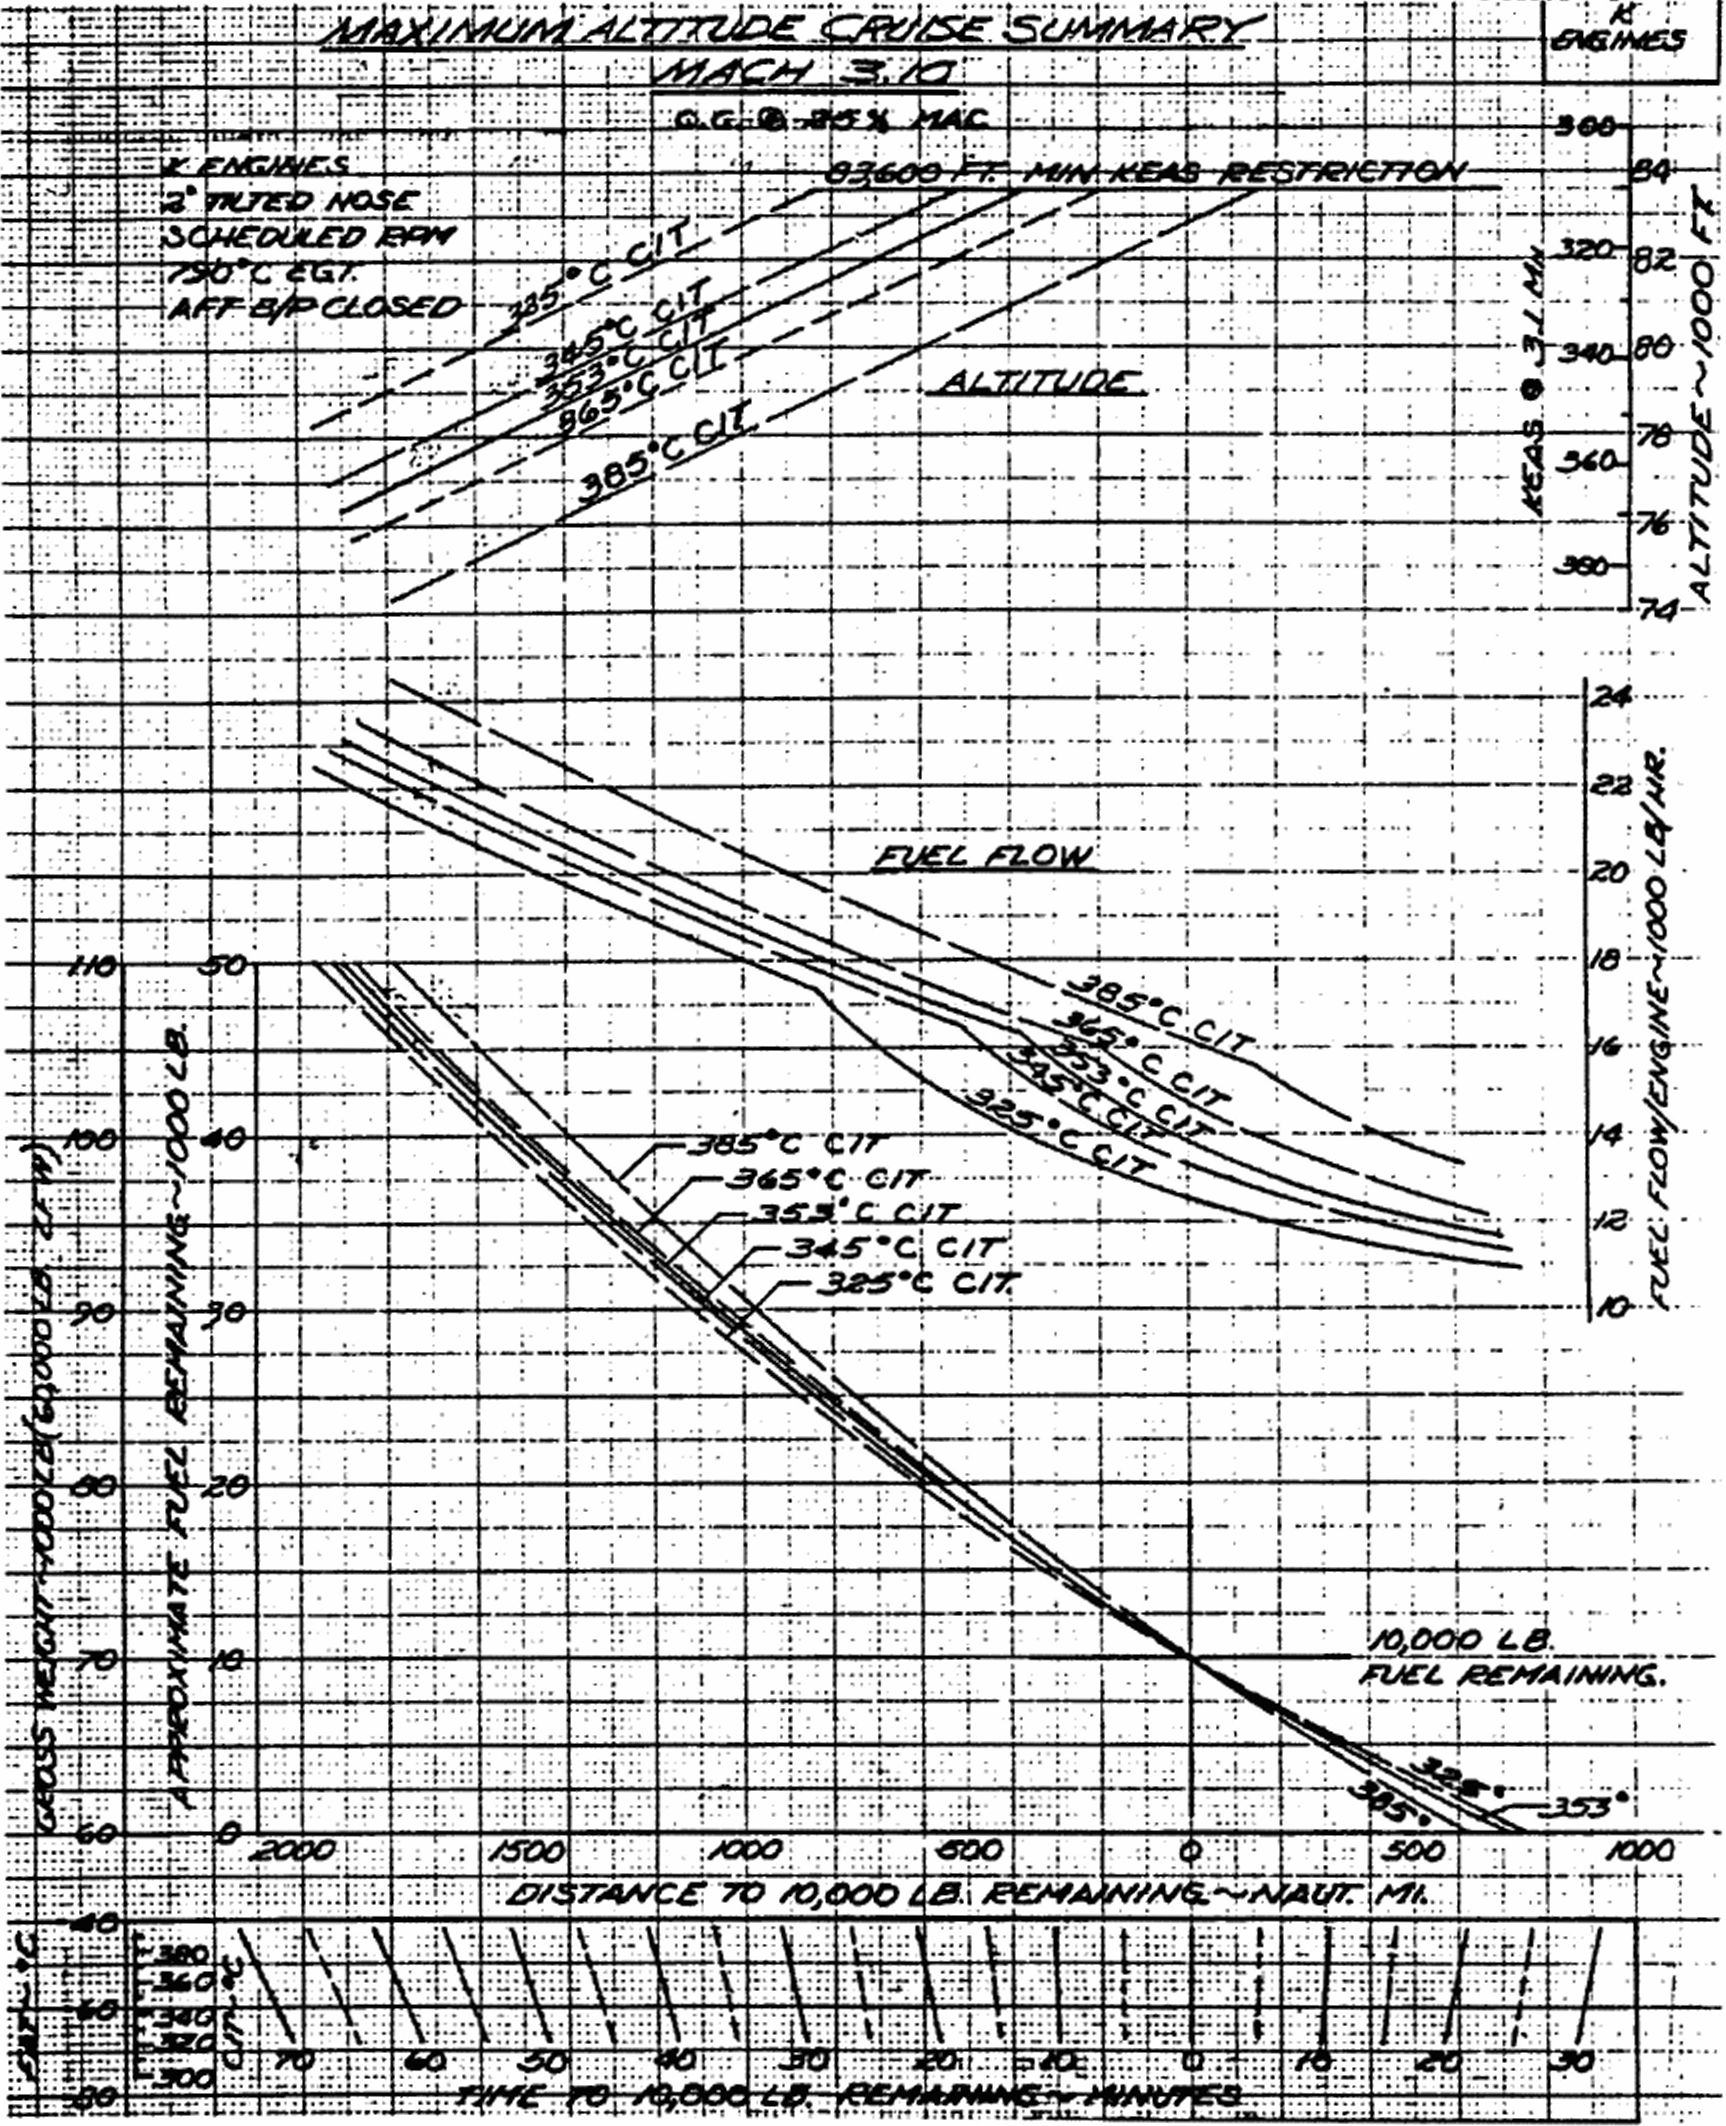 MAXIMUM ALTITUDE CRUISE SUMMARY
MACH 3.10
C.G. @ 25% MAC
K
ENGINES
K ENGINES
2° TILTED NOSE
SCHEDULED RPM
790°C EGT.
AFT B/P CLOSED
83,600 FT. MIN KEAS RESTRICTION
325°C CIT
345°C CIT
353°C CIT
365°C CIT
385°C CIT
ALTITUDE
300
320
340
360
380
KEAS @ 3.1 MN
84
82
80
78
76
74
ALTITUDE~1000 FT
FUEL FLOW
385°C CIT
365°C CIT
353°C CIT
345°C CIT
325°C CIT
24
22
20
18
16
14
12
10
FUEL FLOW/ENGINE~1000 LB/HR.
110
100
90
80
70
60
GROSS WEIGHT~1000 LB (60,000 LB. ZFW)
50
40
30
20
10
0
APPROXIMATE FUEL REMAINING~1000 LB.
385°C CIT
365°C CIT
353°C CIT
345°C CIT
325°C CIT.
10,000 LB.
FUEL REMAINING.
325°
353°
385°
2000 1500 1000 500 0 500 1000
DISTANCE TO 10,000 LB. REMAINING~NAUT. MI.
40
60
80
380
360
340
320
300
CIT~°C
70 60 50 40 30 20 10 0 10 20 30
TIME TO 10,000 LB. REMAINING~MINUTES